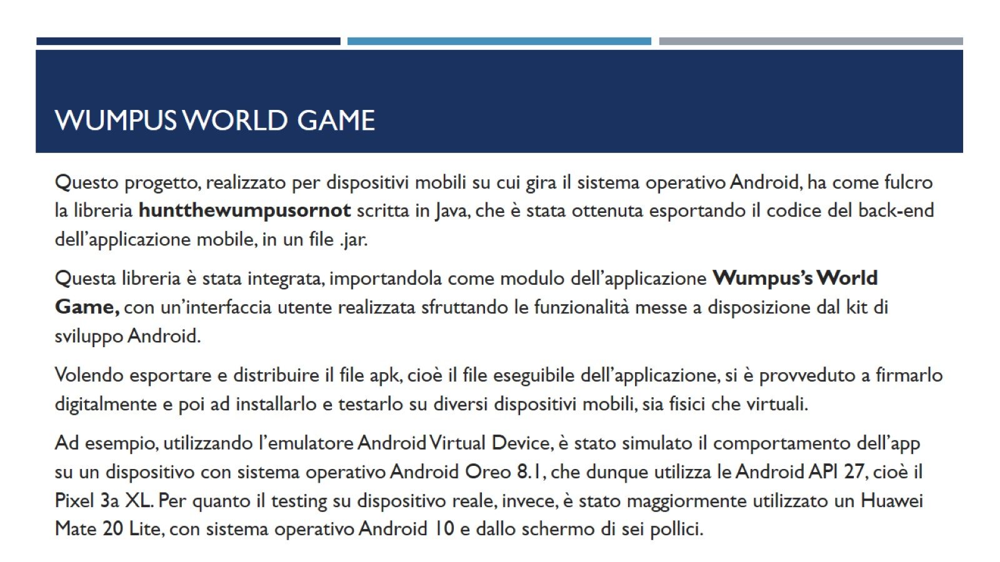 WUMPUS WORLD GAME
Questo progetto, realizzato per dispositivi mobili su cui gira il sistema operativo Android, ha come fulcro
la libreria huntthewumpusornot scritta in Java, che è stata ottenuta esportando il codice del back-end
dell’applicazione mobile, in un file .jar.
Questa libreria è stata integrata, importandola come modulo dell’applicazione Wumpus’s World
Game, con un’interfaccia utente realizzata sfruttando le funzionalità messe a disposizione dal kit di
sviluppo Android.
Volendo esportare e distribuire il file apk, cioè il file eseguibile dell’applicazione, si è provveduto a firmarlo
digitalmente e poi ad installarlo e testarlo su diversi dispositivi mobili, sia fisici che virtuali.
Ad esempio, utilizzando l’emulatore Android Virtual Device, è stato simulato il comportamento dell’app
su un dispositivo con sistema operativo Android Oreo 8.1, che dunque utilizza le Android API 27, cioè il
Pixel 3a XL. Per quanto il testing su dispositivo reale, invece, è stato maggiormente utilizzato un Huawei
Mate 20 Lite, con sistema operativo Android 10 e dallo schermo di sei pollici.